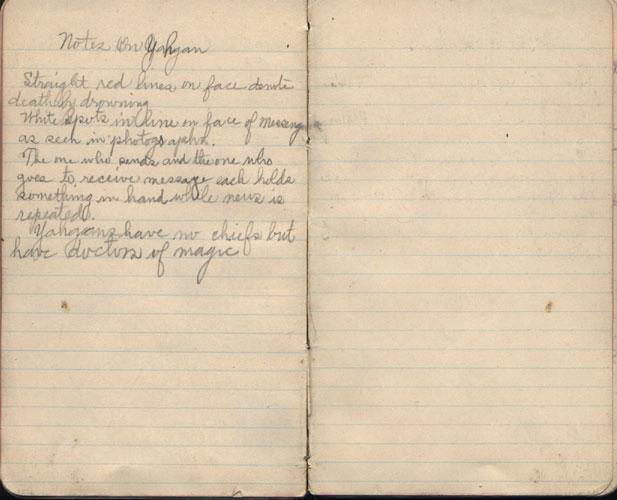 Notes On Yahgan
Straight red lines on face denote
death by drowning
White spots in line on face of messeng
as seen in photographs.
The one who sends and the one who
goes to receive message each holds
something in hand while news is
repeated.
Yahgans have no chiefs but
have doctors of magic